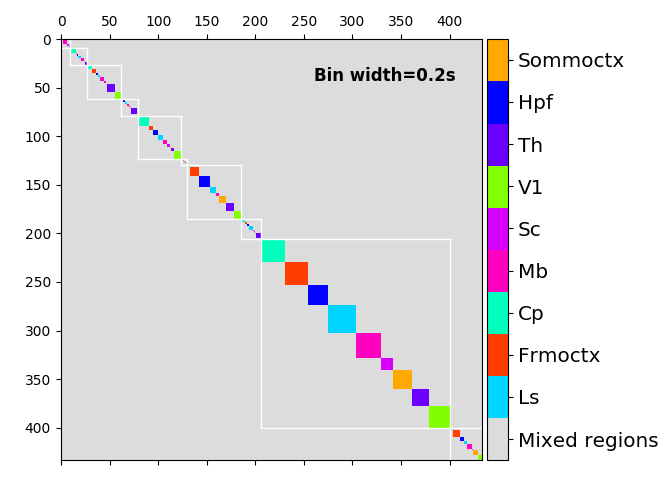 0 50 100 150 200 250 300 350 400
0
50
100
150
200
250
300
350
400
Bin width=0.2s
Sommoctx
Hpf
Th
V1
Sc
Mb
Cp
Frmoctx
Ls
Mixed regions